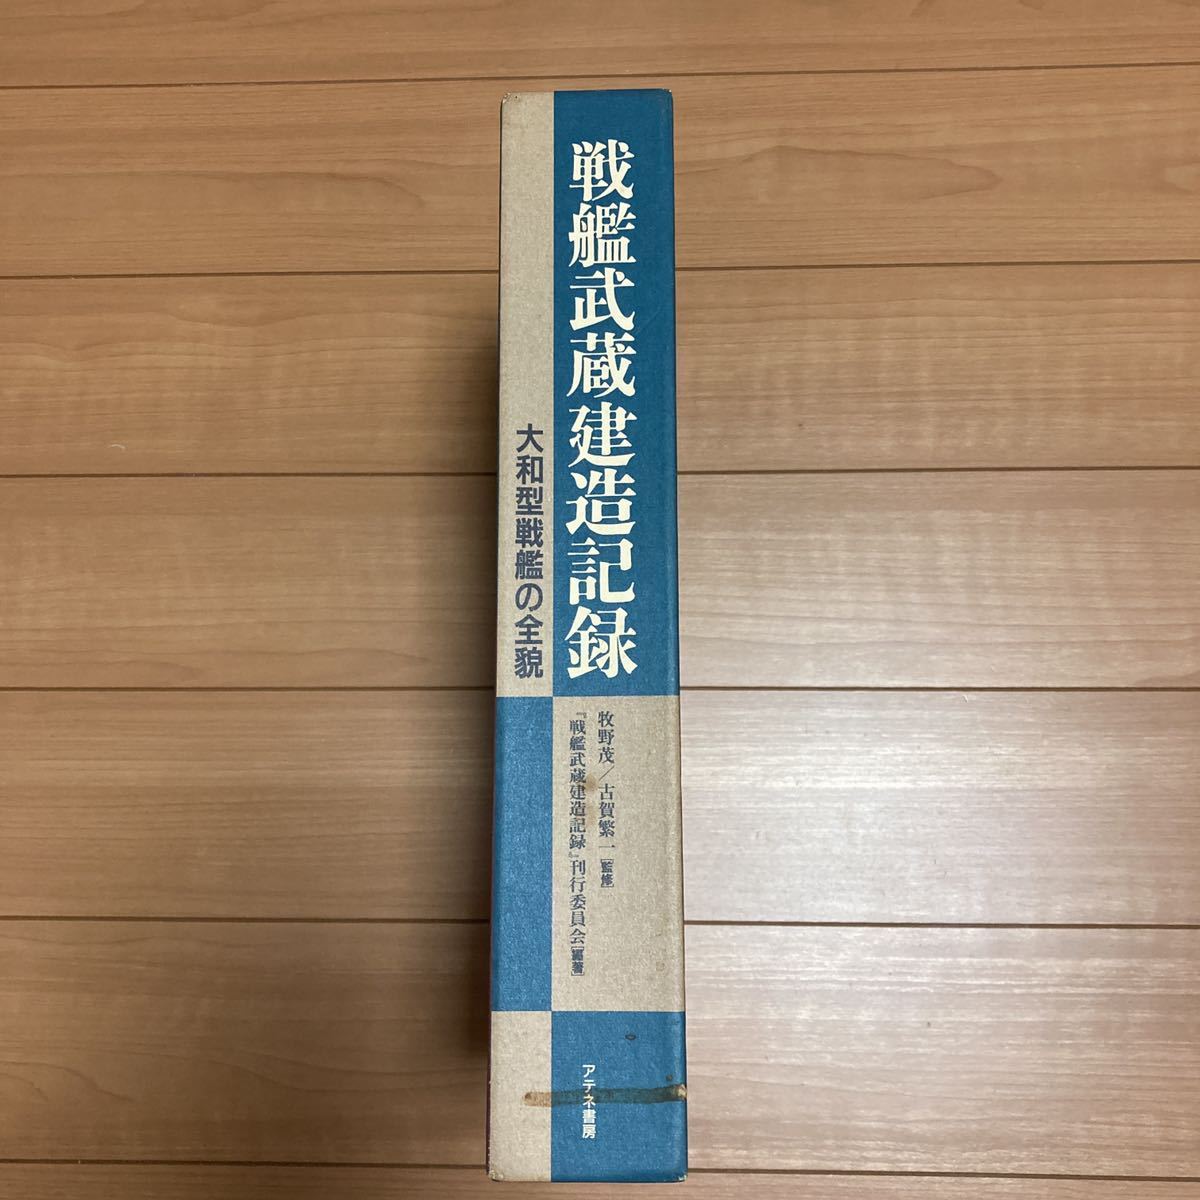 戦艦武蔵建造記録
大和型戦艦の全貌
牧野茂/古賀繁一[監修]
『戦艦武蔵建造記録』刊行委員会[編著]
アテネ書房